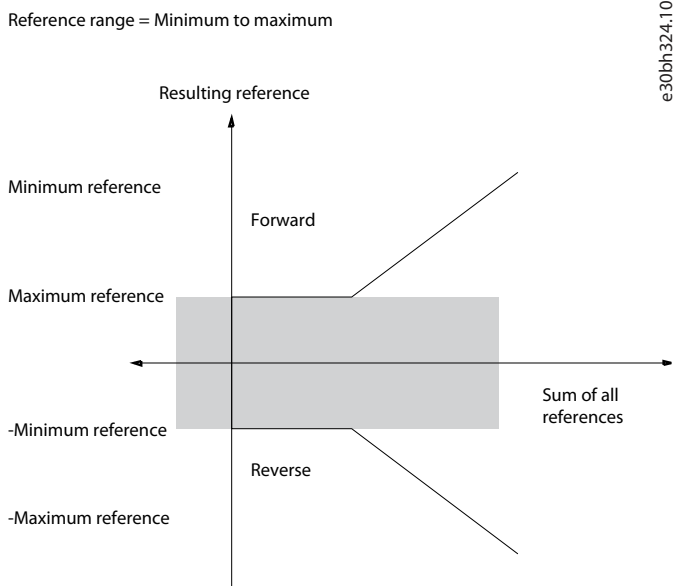 Reference range = Minimum to maximum
e30bh324.10
Resulting reference
Minimum reference
Forward
Maximum reference
Sum of all
references
-Minimum reference
Reverse
-Maximum reference